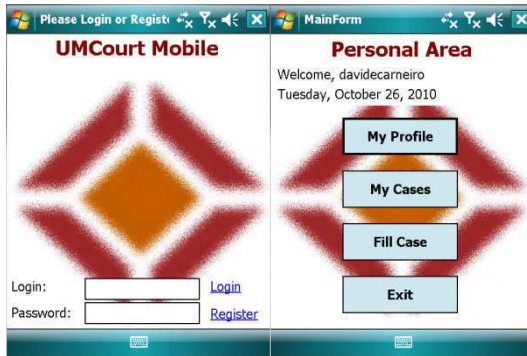 Please Login or Registe
UMCourt Mobile
Login:
Login
Password:
Register
MainForm
Personal Area
Welcome, davidecarneiro
Tuesday, October 26, 2010
My Profile
My Cases
Fill Case
Exit